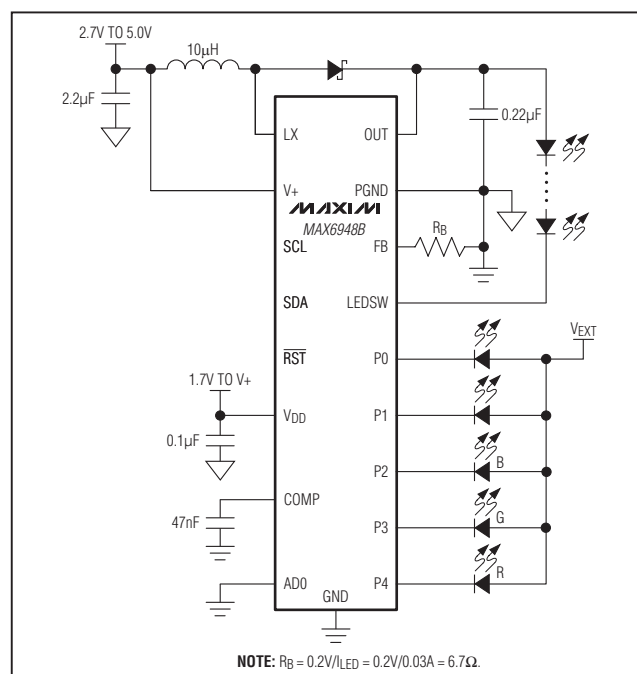 2.7V TO 5.0V
10μH
2.2μF
0.22μF
LX
OUT
V+
PGND
MAXIM
MAX6948B
SCL
FB
RB
SDA
LEDSW
RST
P0
VEXT
1.7V TO V+
VDD
P1
0.1μF
P2
B
COMP
47nF
P3
G
AD0
P4
R
GND
NOTE: RB = 0.2V/ILED = 0.2V/0.03A = 6.7Ω.